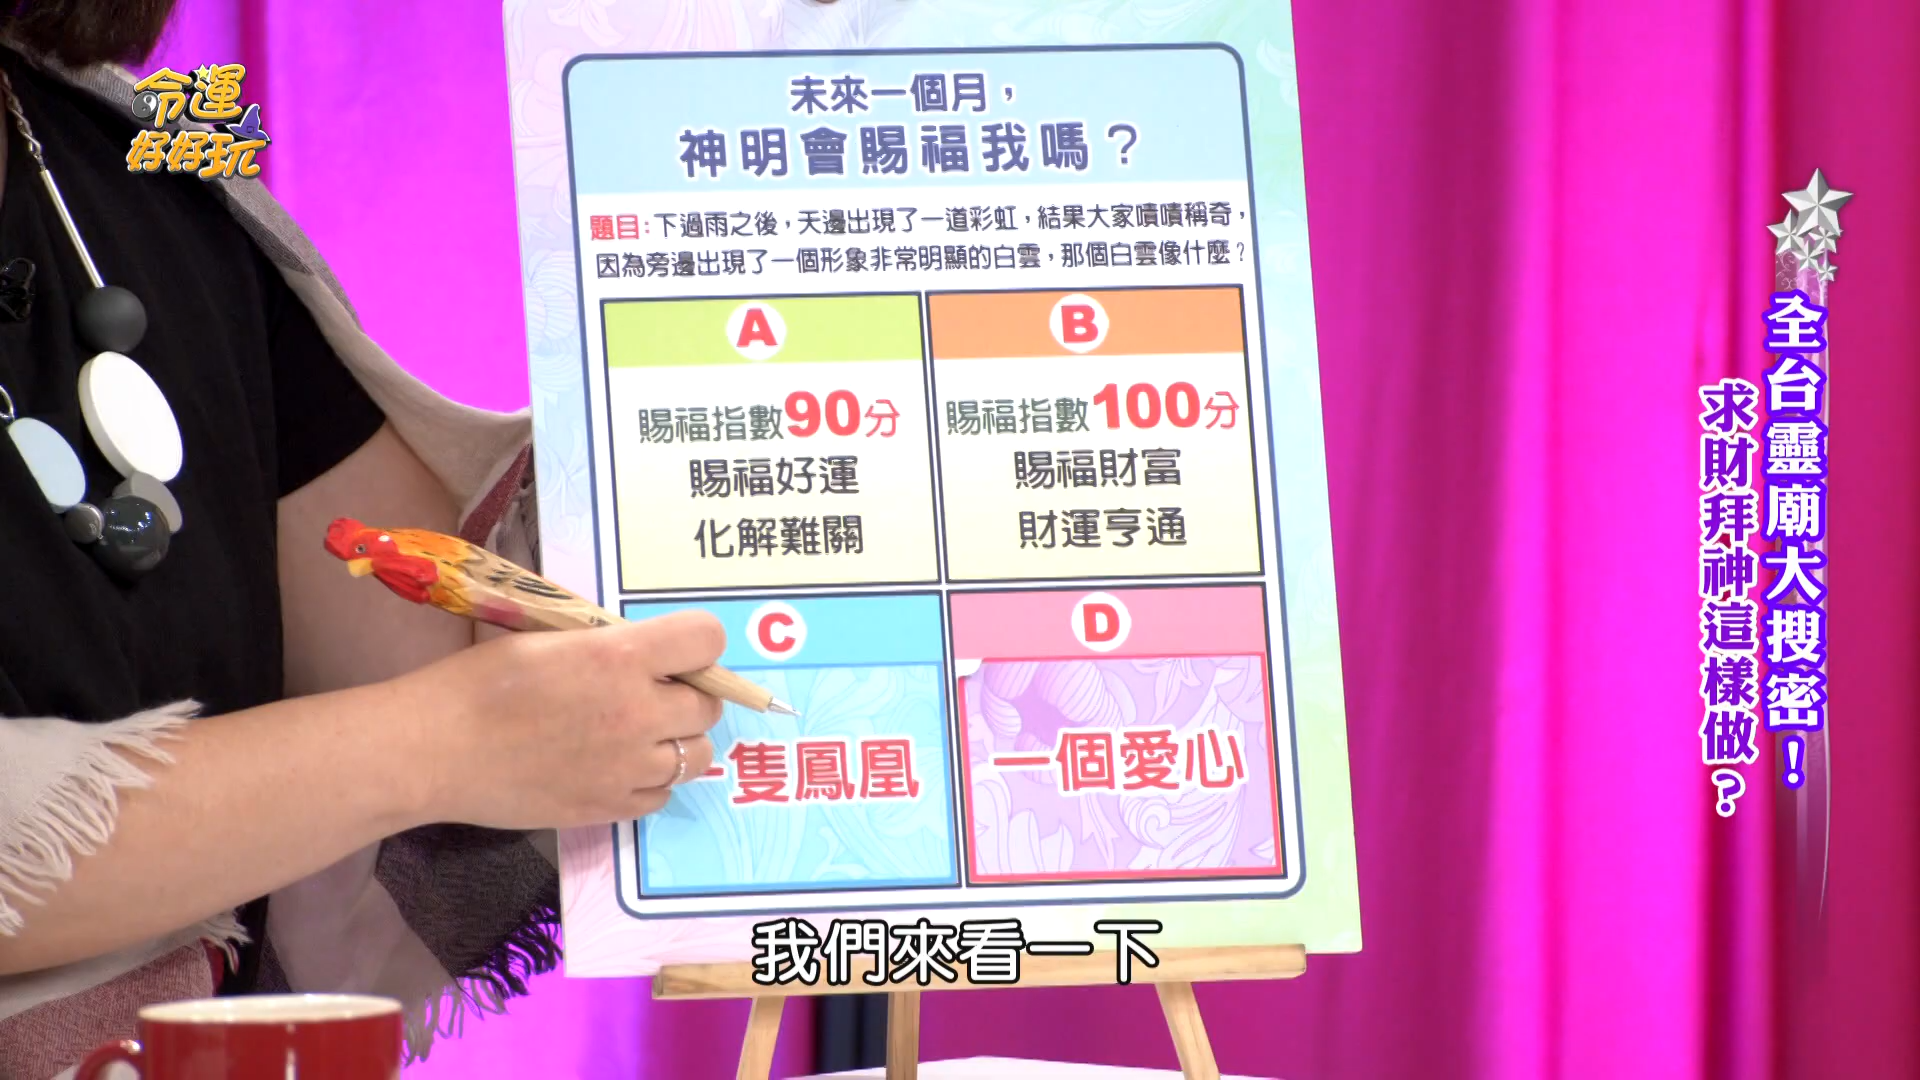 命運
好好玩
未來一個月，
神明會賜福我嗎？
題目：下過雨之後，天邊出現了一道彩虹，結果大家嘖嘖稱奇，
因為旁邊出現了一個形象非常明顯的白雲，那個白雲像什麼？
A
賜福指數90分
賜福好運
化解難關
B
賜福指數100分
賜福財富
財運亨通
C
一隻鳳凰
D
一個愛心
全台靈廟大搜密！
求財拜神這樣做？
我們來看一下